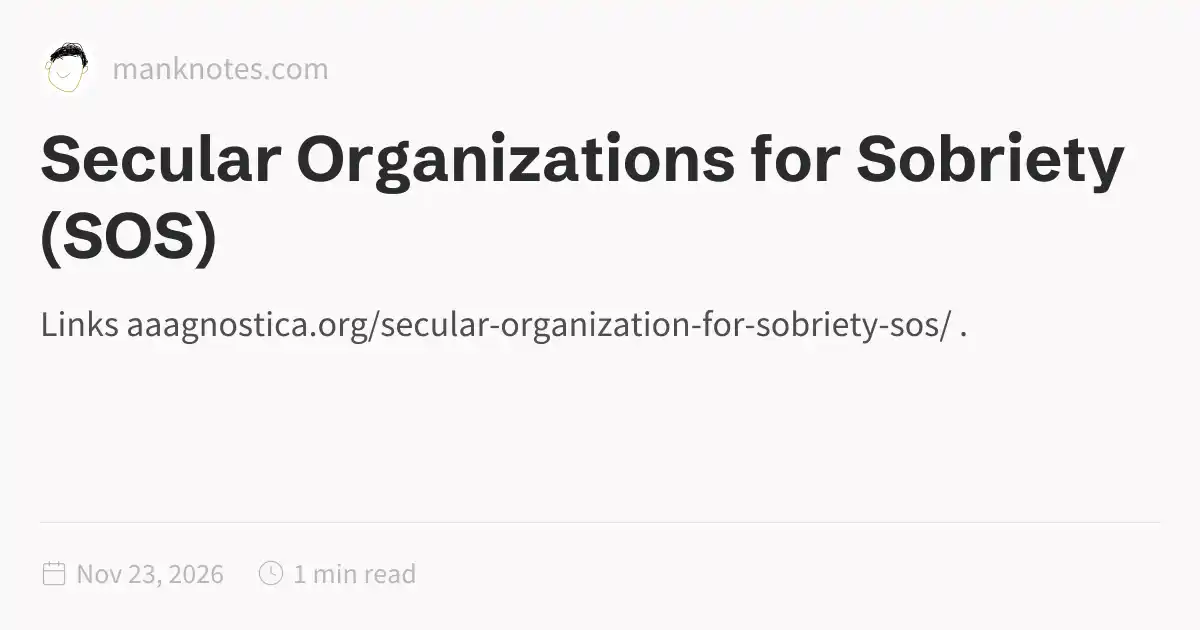 manknotes.com
Secular Organizations for Sobriety
(SOS)
Links aaagnostica.org/secular-organization-for-sobriety-sos/ .
Nov 23, 2026
1 min read